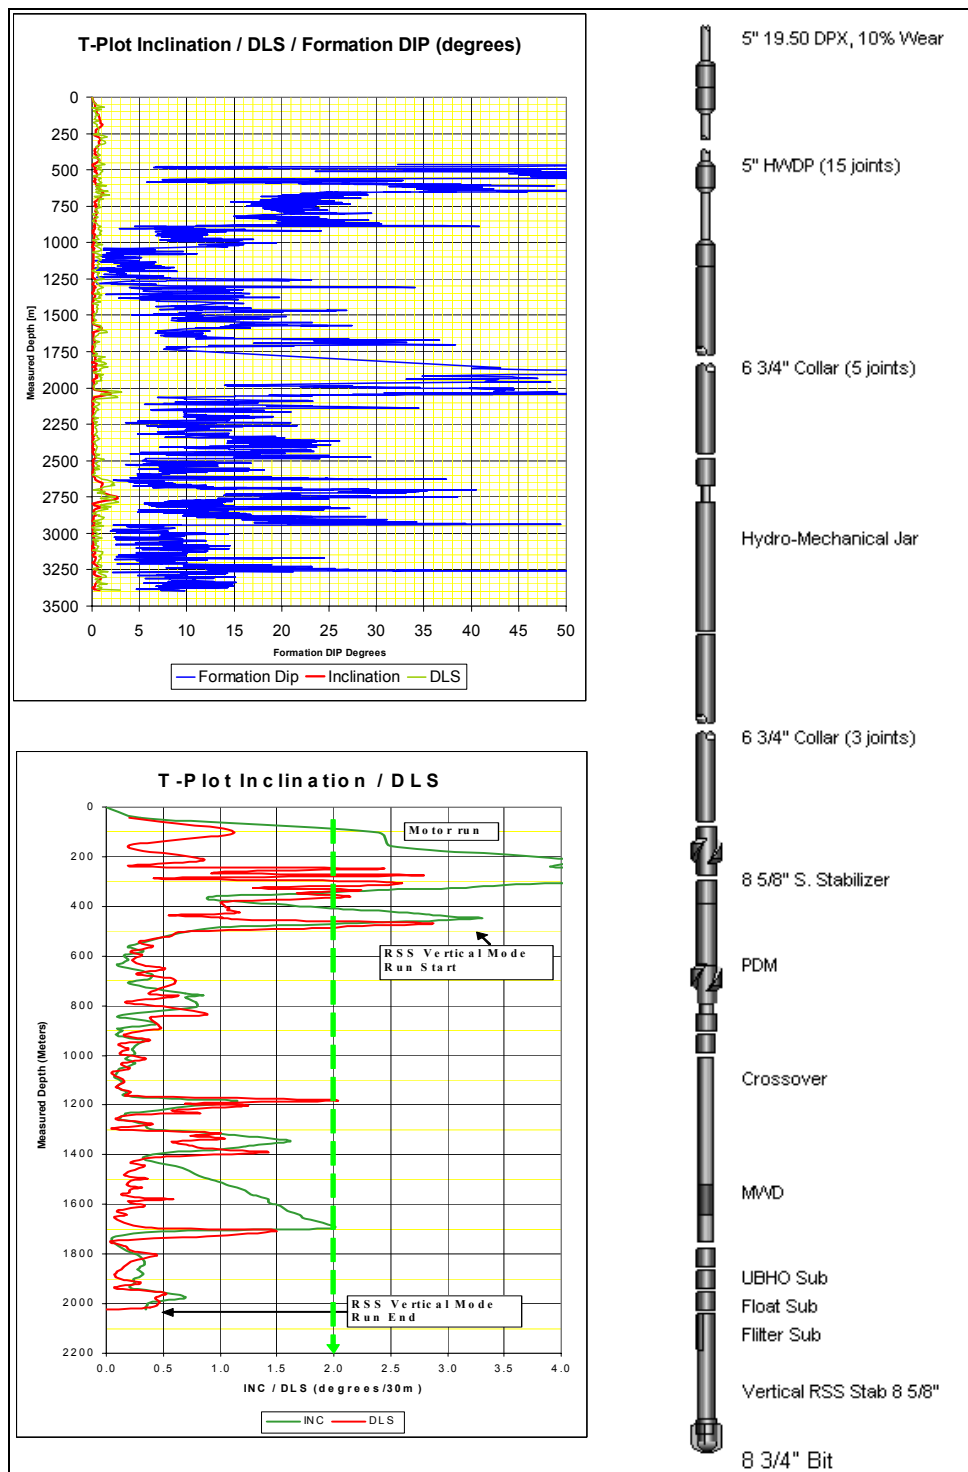 T-Plot Inclination / DLS / Formation DIP (degrees)
Measured Depth [m]
0
250
500
750
1000
1250
1500
1750
2000
2250
2500
2750
3000
3250
3500
0 5 10 15 20 25 30 35 40 45 50
Formation DIP Degrees
Formation Dip Inclination DLS
T-Plot Inclination / DLS
Measured Depth (Meters)
0
200
400
600
800
1000
1200
1400
1600
1800
2000
2200
Motor run
RSS Vertical Mode
Run Start
RSS Vertical Mode
Run End
0.0 0.5 1.0 1.5 2.0 2.5 3.0 3.5 4.0
INC / DLS (degrees/30m)
INC DLS
5" 19.50 DPX, 10% Wear
5" HWDP (15 joints)
6 3/4" Collar (5 joints)
Hydro-Mechanical Jar
6 3/4" Collar (3 joints)
8 5/8" S. Stabilizer
PDM
Crossover
MWD
UBHO Sub
Float Sub
Flilter Sub
Vertical RSS Stab 8 5/8"
8 3/4" Bit